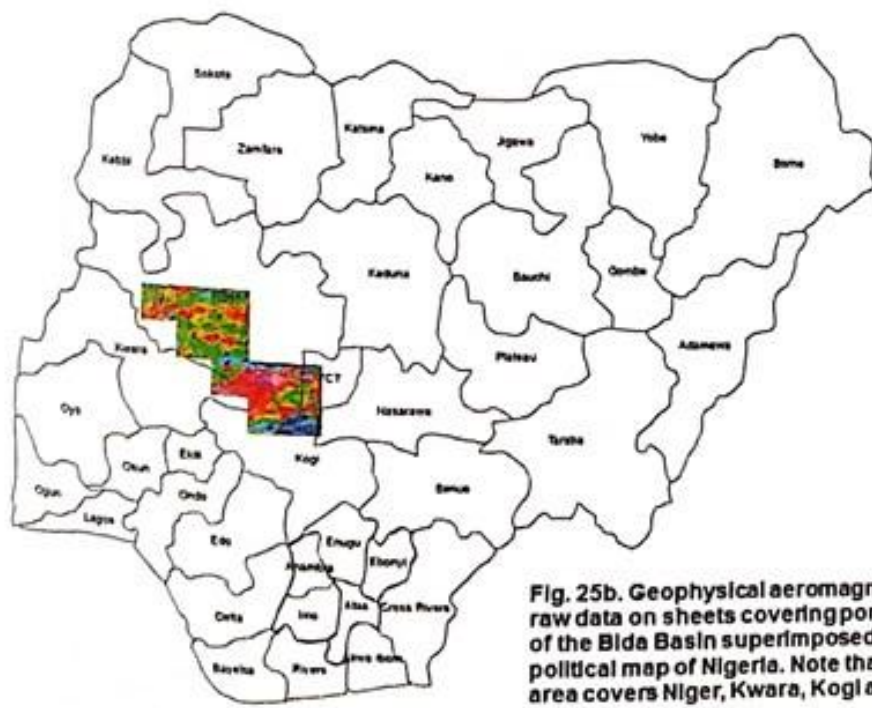 Sokoto
Kebbi
Zamfara
Katsina
Kano
Jigawa
Yobe
Borno
Kaduna
Bauchi
Gombe
Adamawa
Kwara
Plateau
FCT
Nasarawa
Taraba
Oyo
Osun
Ekiti
Kogi
Benue
Ogun
Ondo
Lagos
Edo
Enugu
Anambra
Ebonyi
Delta
Imo
Abia
Cross Rivers
Bayelsa
Rivers
Akwa Ibom
Fig. 25b. Geophysical aeromagn
raw data on sheets covering por
of the Bida Basin superimposed
political map of Nigeria. Note tha
area covers Niger, Kwara, Kogi a